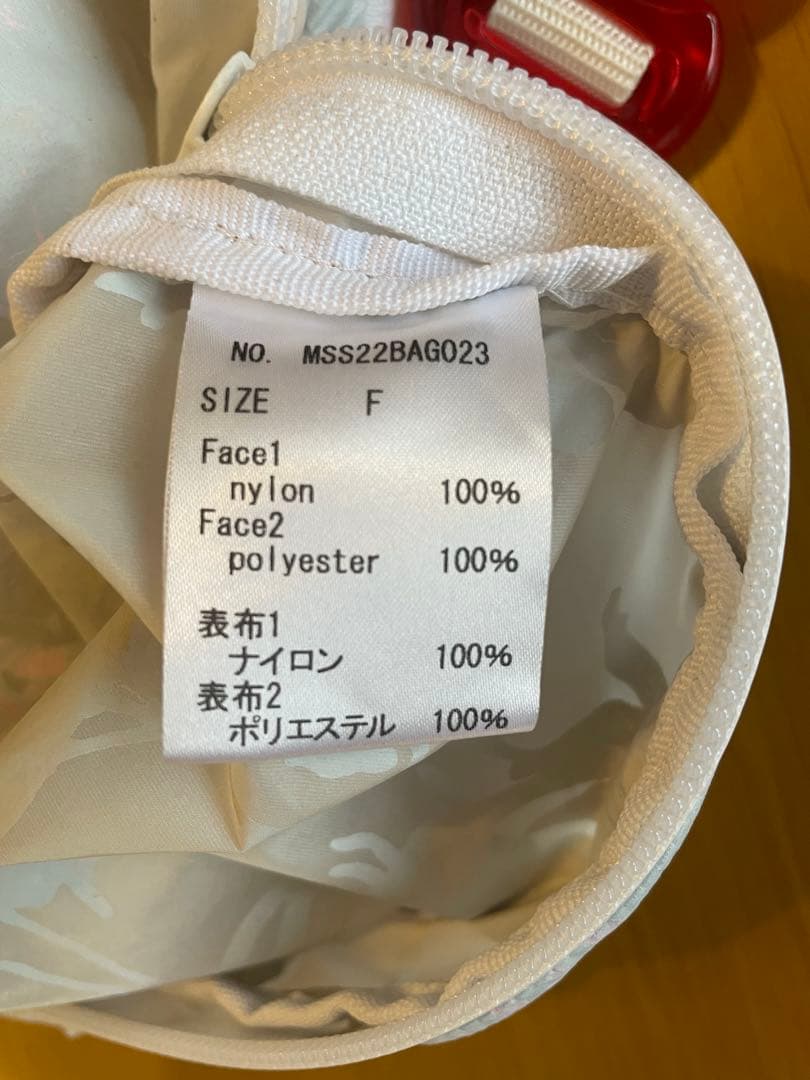 NO. MSS22BAG023
SIZE F
Face1
nylon 100%
Face2
polyester 100%
表布1
ナイロン 100%
表布2
ポリエステル 100%